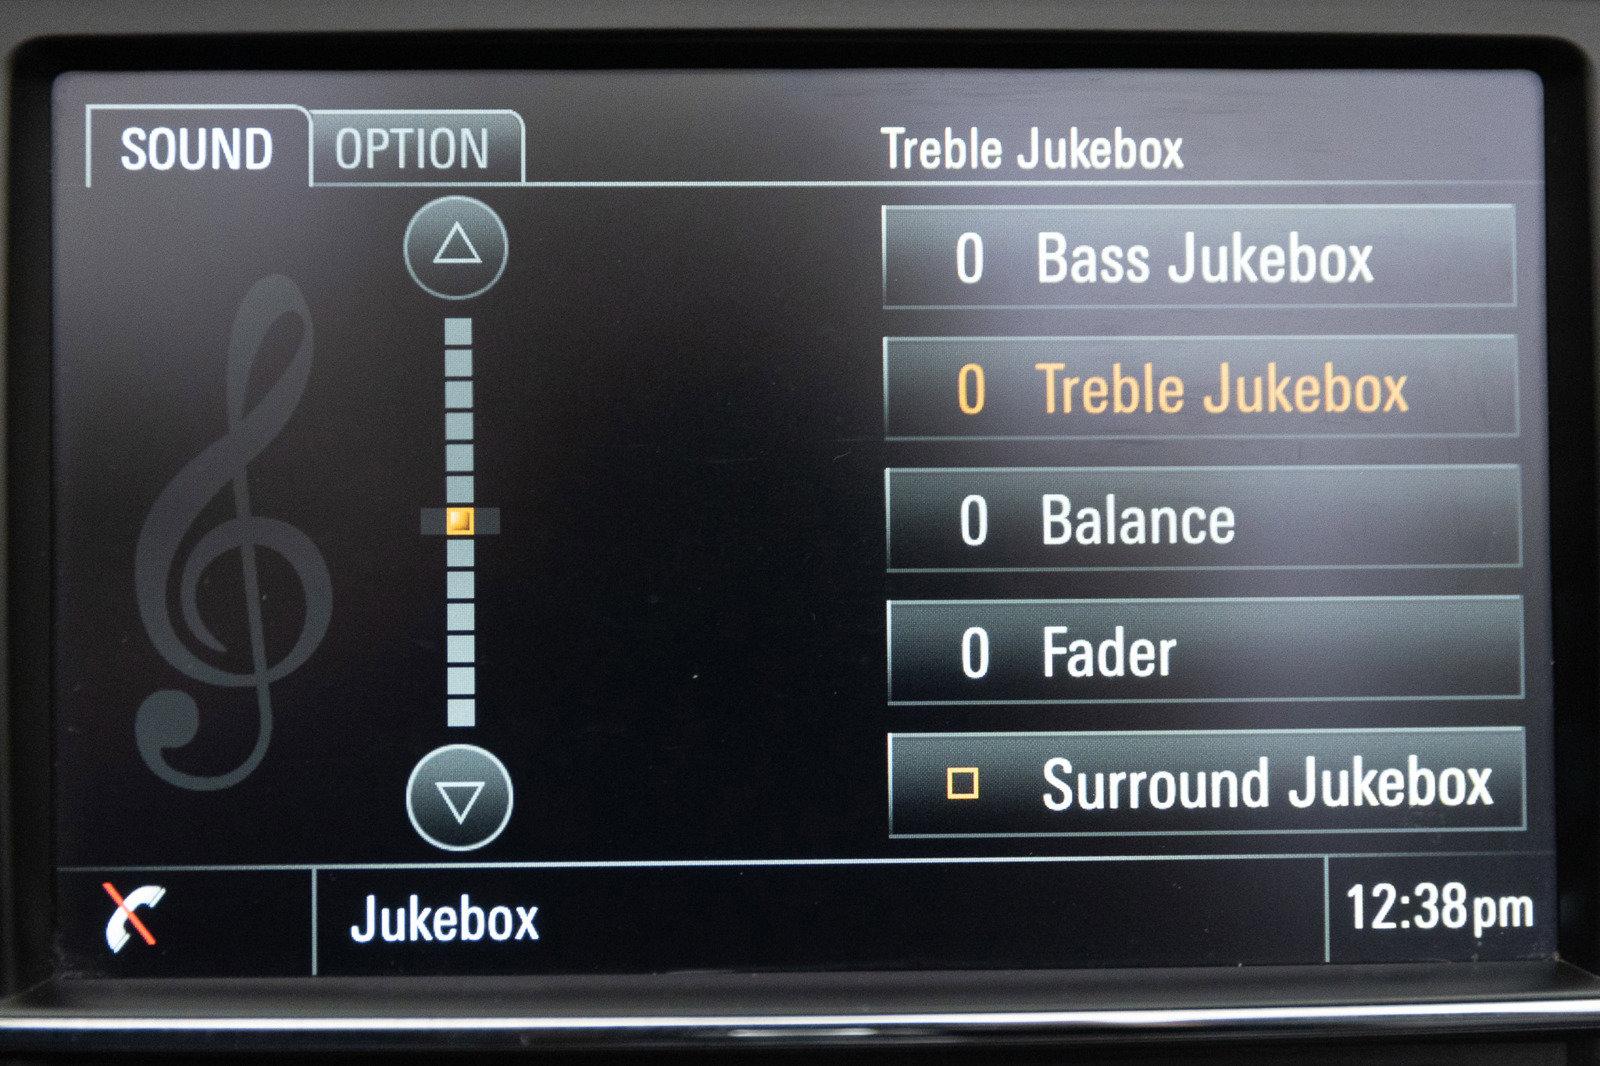 SOUND OPTION Treble Jukebox
0 Bass Jukebox
0 Treble Jukebox
0 Balance
0 Fader
Surround Jukebox
Jukebox 12:38pm